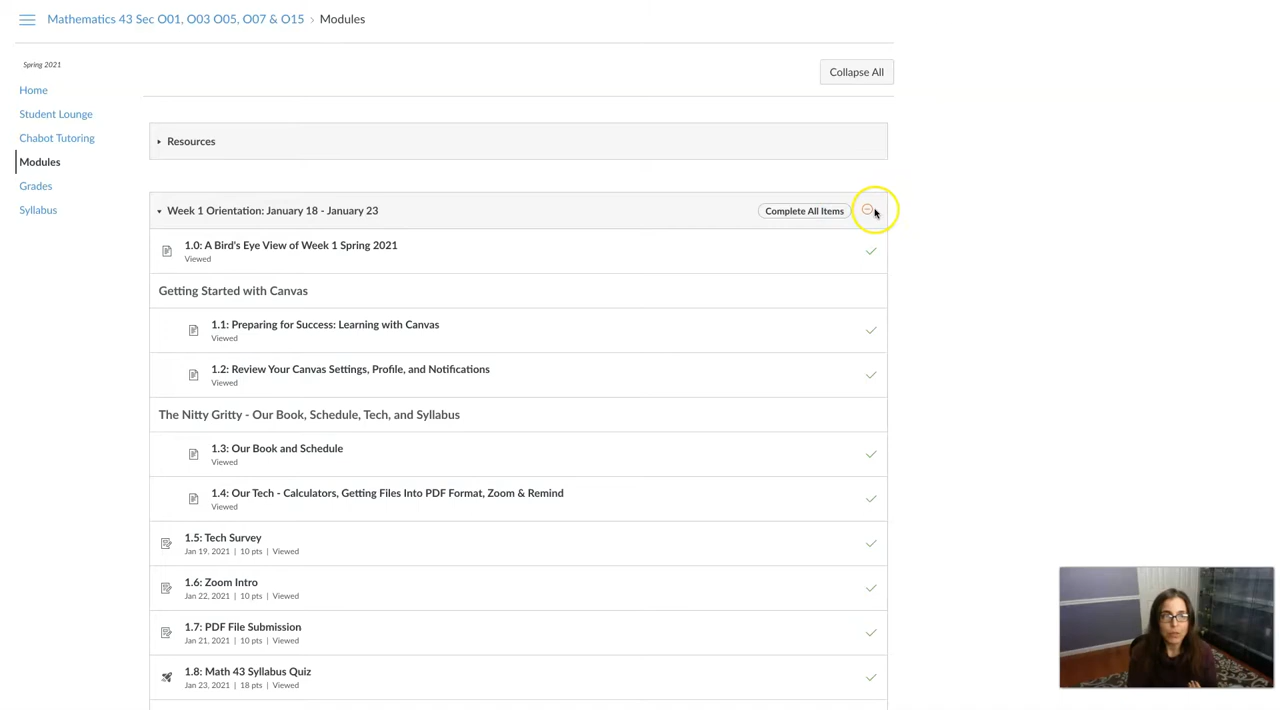 Mathematics 43 Sec O01, O03 O05, O07 & O15 › Modules
Spring 2021
Collapse All
Home
Student Lounge
Chabot Tutoring
Modules
Grades
Syllabus
Resources
Week 1 Orientation: January 18 - January 23
Complete All Items
1.0: A Bird's Eye View of Week 1 Spring 2021
Viewed
Getting Started with Canvas
1.1: Preparing for Success: Learning with Canvas
Viewed
1.2: Review Your Canvas Settings, Profile, and Notifications
Viewed
The Nitty Gritty - Our Book, Schedule, Tech, and Syllabus
1.3: Our Book and Schedule
Viewed
1.4: Our Tech - Calculators, Getting Files Into PDF Format, Zoom & Remind
Viewed
1.5: Tech Survey
Jan 19, 2021 | 10 pts | Viewed
1.6: Zoom Intro
Jan 22, 2021 | 10 pts | Viewed
1.7: PDF File Submission
Jan 21, 2021 | 10 pts | Viewed
1.8: Math 43 Syllabus Quiz
Jan 23, 2021 | 18 pts | Viewed